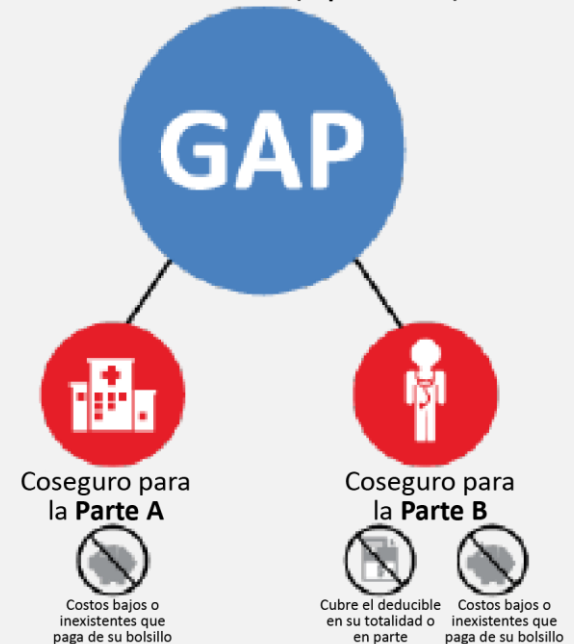 GAP
Coseguro para
la Parte A
Costos bajos o
inexistentes que
paga de su bolsillo
Coseguro para
la Parte B
Cubre el deducible
en su totalidad o
en parte
Costos bajos o
inexistentes que
paga de su bolsillo